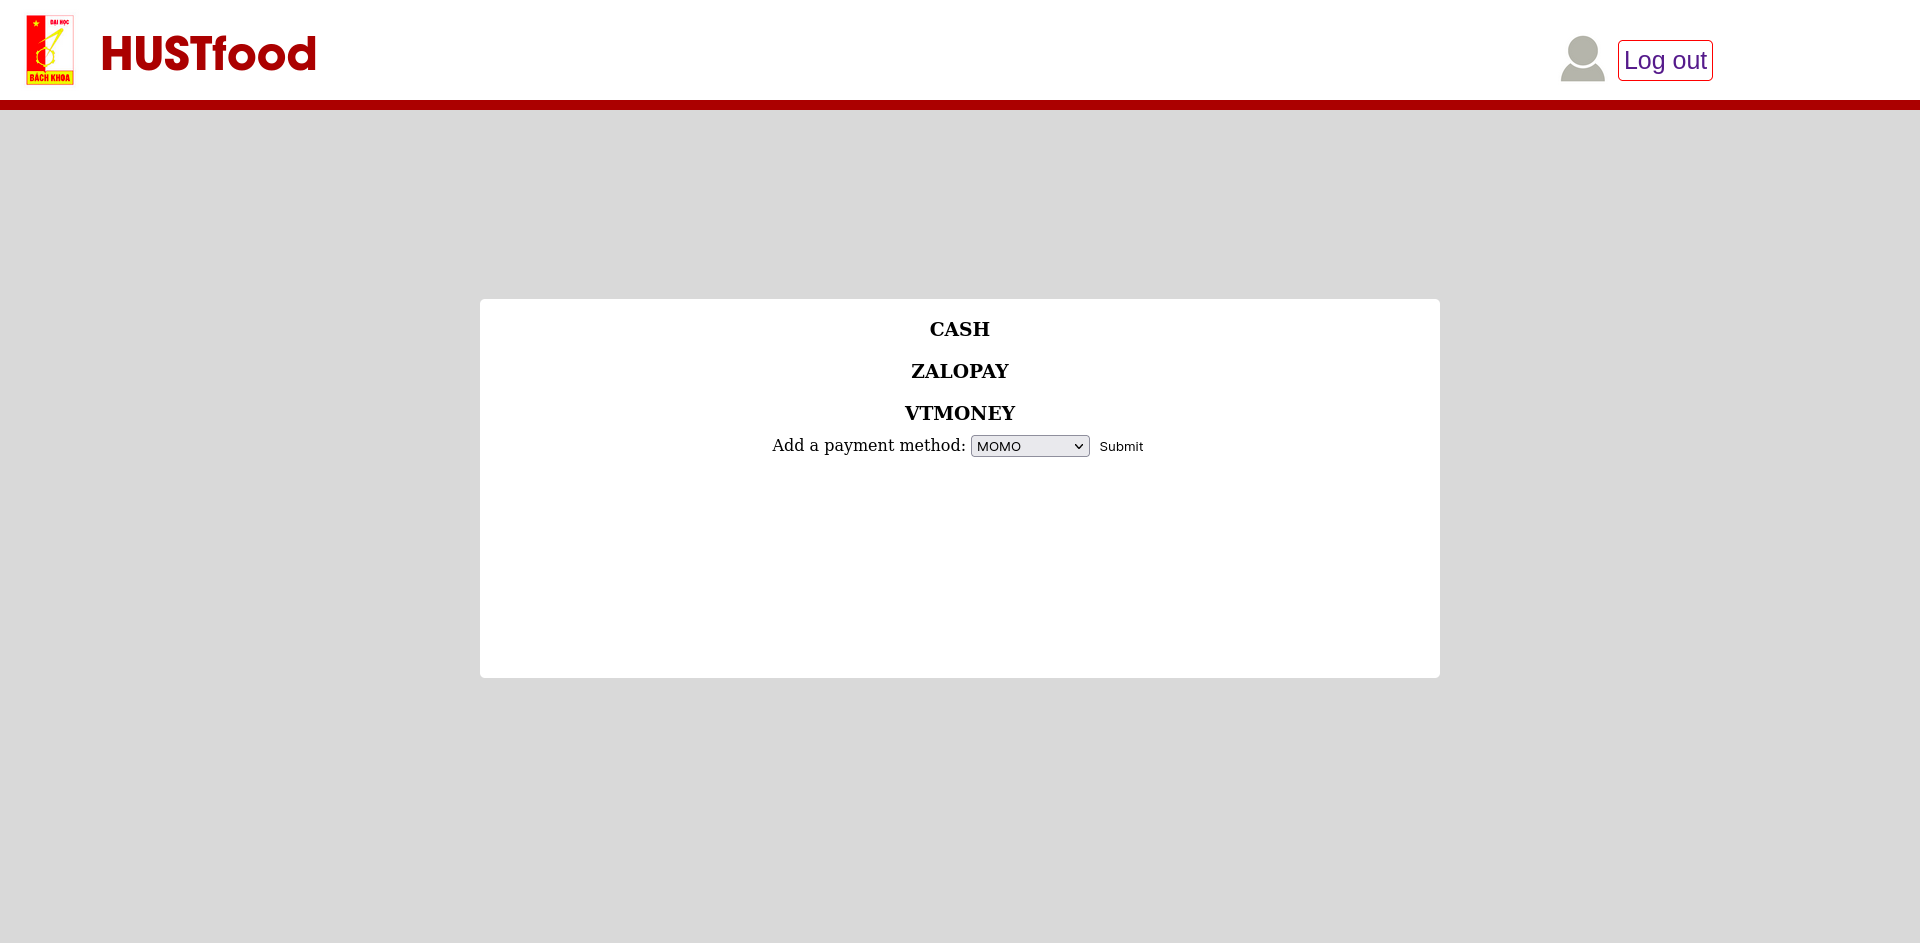 ĐẠI HỌC
BÁCH KHOA
HUSTfood
Log out
CASH
ZALOPAY
VTMONEY
Add a payment method: MOMO Submit